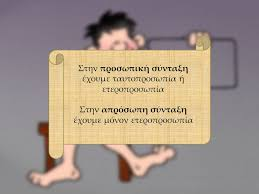 Στην προσωπική σύνταξη
έχουμε ταυτοπροσωπία ή
ετεροπροσωπία
Στην απρόσωπη σύνταξη
έχουμε μόνον ετεροπροσωπία